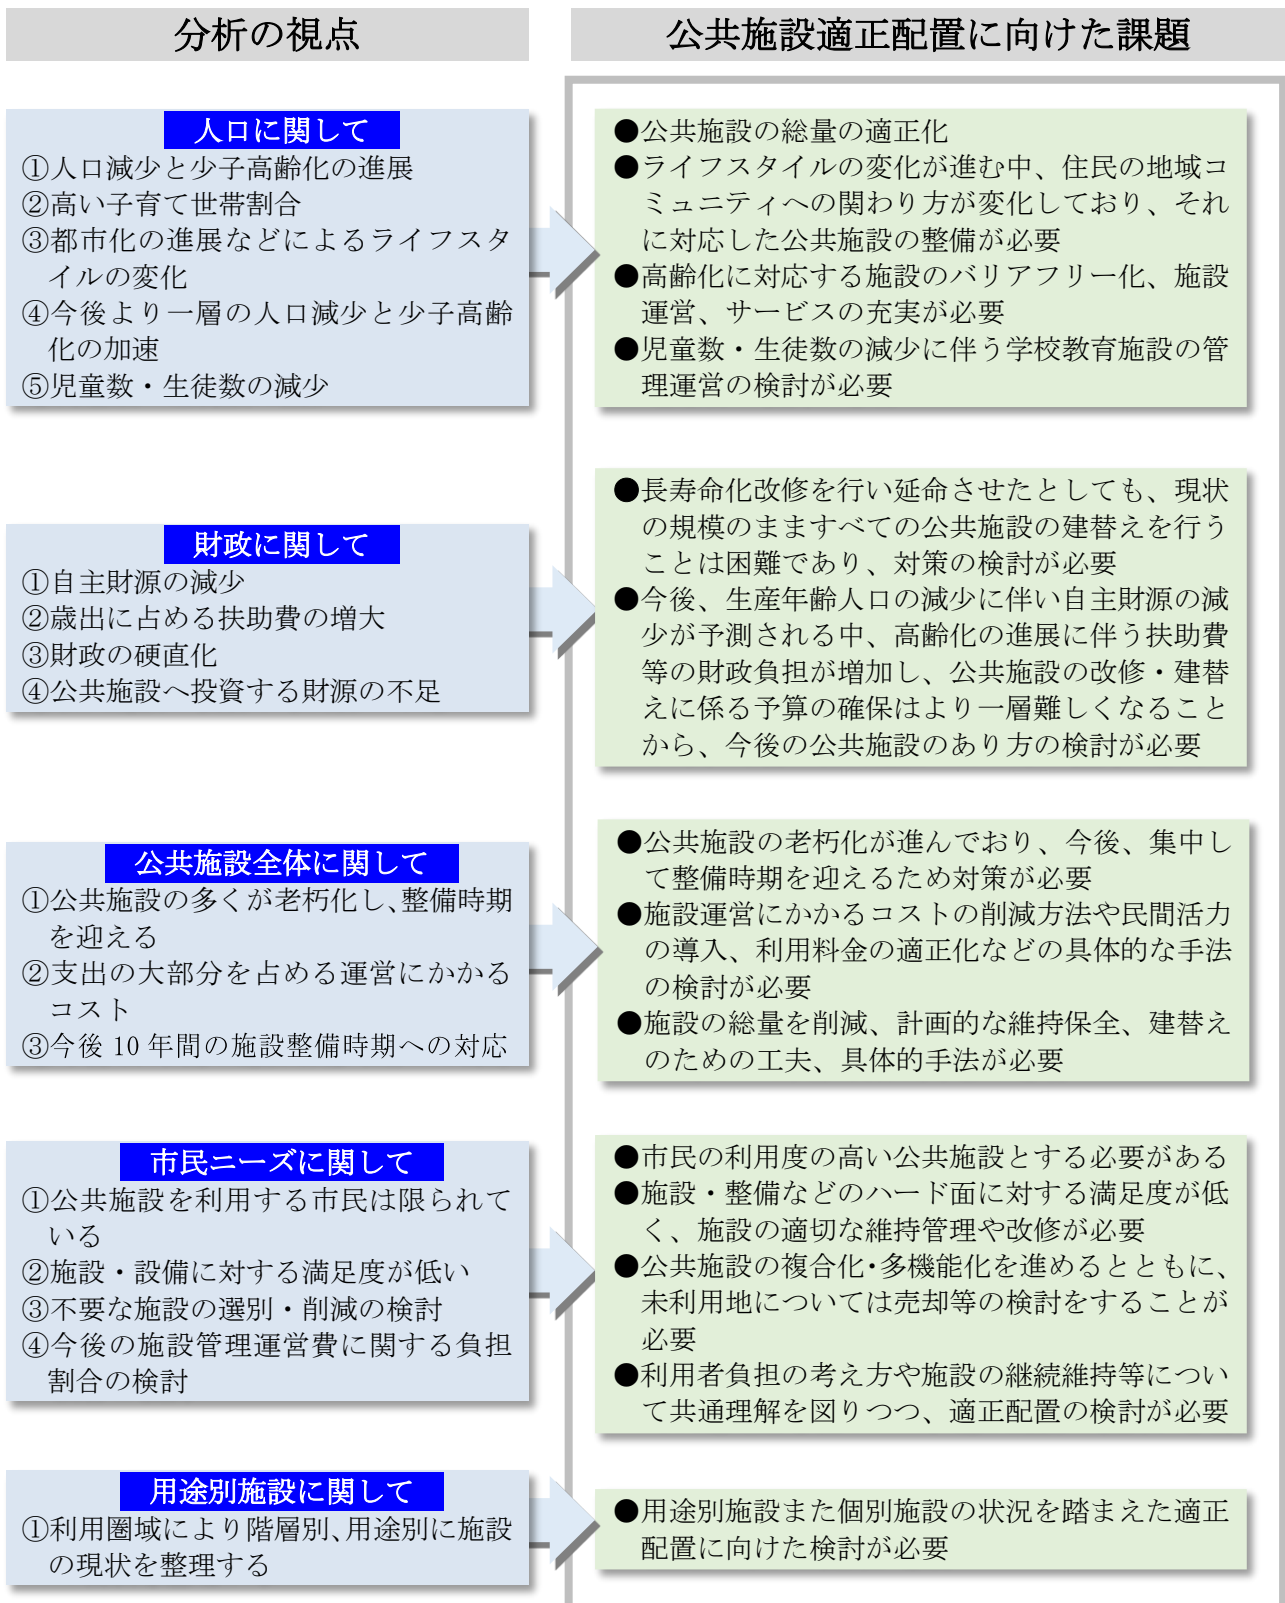 分析の視点
公共施設適正配置に向けた課題
人口に関して
①人口減少と少子高齢化の進展
②高い子育て世帯割合
③都市化の進展などによるライフスタ
イルの変化
④今後より一層の人口減少と少子高齢
化の加速
⑤児童数・生徒数の減少
●公共施設の総量の適正化
●ライフスタイルの変化が進む中、住民の地域コ
ミュニティへの関わり方が変化しており、それ
に対応した公共施設の整備が必要
●高齢化に対応する施設のバリアフリー化、施設
運営、サービスの充実が必要
●児童数・生徒数の減少に伴う学校教育施設の管
理運営の検討が必要
財政に関して
①自主財源の減少
②歳出に占める扶助費の増大
③財政の硬直化
④公共施設へ投資する財源の不足
●長寿命化改修を行い延命させたとしても、現状
の規模のまますべての公共施設の建替えを行う
ことは困難であり、対策の検討が必要
●今後、生産年齢人口の減少に伴い自主財源の減
少が予測される中、高齢化の進展に伴う扶助費
等の財政負担が増加し、公共施設の改修・建替
えに係る予算の確保はより一層難しくなること
から、今後の公共施設のあり方の検討が必要
公共施設全体に関して
①公共施設の多くが老朽化し、整備時期
を迎える
②支出の大部分を占める運営にかかる
コスト
③今後 10 年間の施設整備時期への対応
●公共施設の老朽化が進んでおり、今後、集中し
て整備時期を迎えるため対策が必要
●施設運営にかかるコストの削減方法や民間活力
の導入、利用料金の適正化などの具体的な手法
の検討が必要
●施設の総量を削減、計画的な維持保全、建替え
のための工夫、具体的手法が必要
市民ニーズに関して
①公共施設を利用する市民は限られて
いる
②施設・設備に対する満足度が低い
③不要な施設の選別・削減の検討
④今後の施設管理運営費に関する負担
割合の検討
●市民の利用度の高い公共施設とする必要がある
●施設・整備などのハード面に対する満足度が低
く、施設の適切な維持管理や改修が必要
●公共施設の複合化・多機能化を進めるとともに、
未利用地については売却等の検討をすることが
必要
●利用者負担の考え方や施設の継続維持等につい
て共通理解を図りつつ、適正配置の検討が必要
用途別施設に関して
①利用圏域により階層別、用途別に施設
の現状を整理する
●用途別施設また個別施設の状況を踏まえた適正
配置に向けた検討が必要